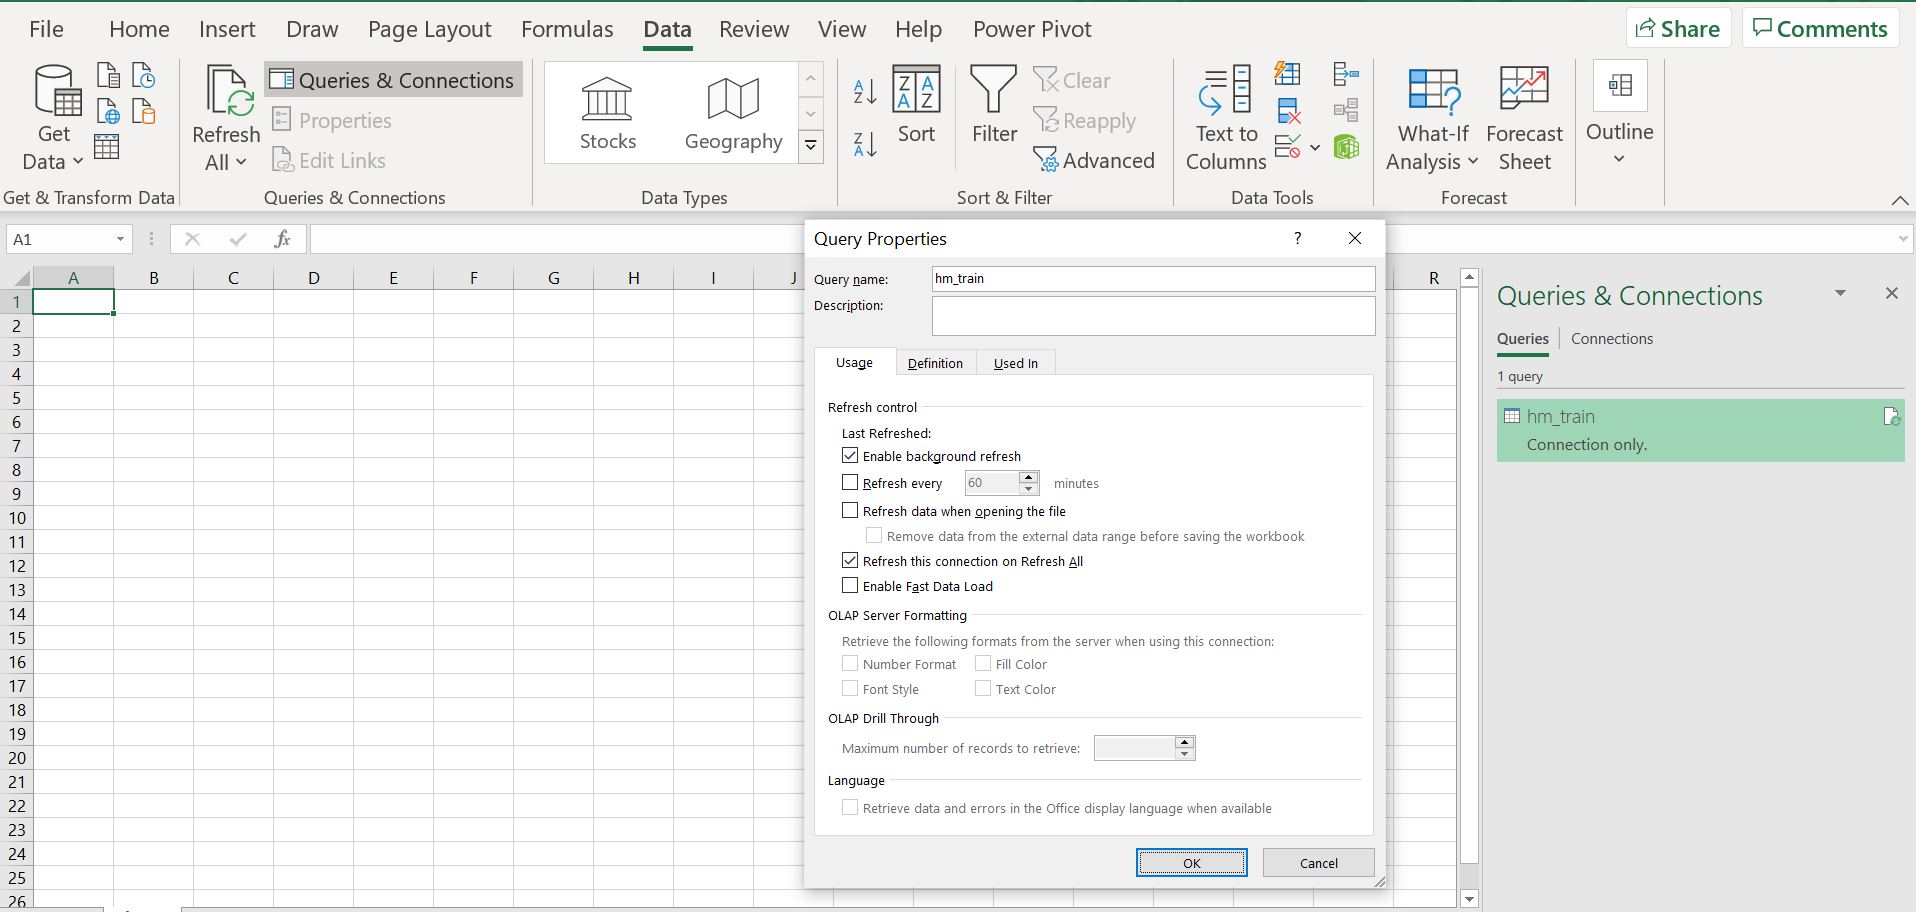 File Home Insert Draw Page Layout Formulas Data Review View Help Power Pivot Share Comments
Get Data
Get & Transform Data
Refresh All
Queries & Connections
Properties
Edit Links
Queries & Connections
Stocks
Geography
Data Types
A
Z
Z
A
Z A
A Z
Sort
Filter
Clear
Reapply
Advanced
Sort & Filter
Text to Columns
Data Tools
What-If Analysis
Forecast Sheet
Forecast
Outline
A1
fx
A B C D E F G H I J R
1
2
3
4
5
6
7
8
9
10
11
12
13
14
15
16
17
18
19
20
21
22
23
24
25
26
Query Properties ?
Query name: hm_train
Description:
Usage Definition Used In
Refresh control
Last Refreshed:
Enable background refresh
Refresh every 60 minutes
Refresh data when opening the file
Remove data from the external data range before saving the workbook
Refresh this connection on Refresh All
Enable Fast Data Load
OLAP Server Formatting
Retrieve the following formats from the server when using this connection:
Number Format Fill Color
Font Style Text Color
OLAP Drill Through
Maximum number of records to retrieve:
Language
Retrieve data and errors in the Office display language when available
OK Cancel
Queries & Connections
Queries Connections
1 query
hm_train
Connection only.